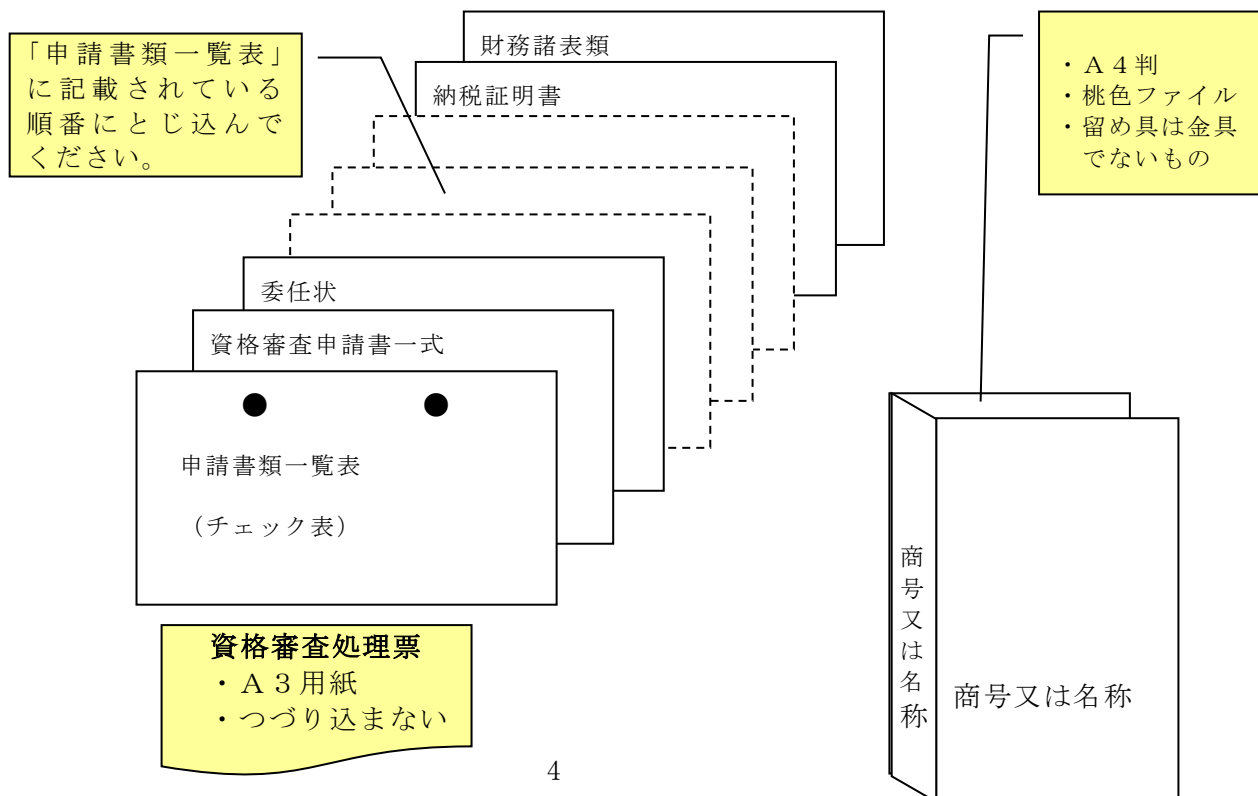 「申請書類一覧表」
に記載されている
順番にとじ込んで
ください。
財務諸表類
納税証明書
委任状
資格審査申請書一式
申請書類一覧表
（チェック表）
資格審査処理票
・Ａ３用紙
・つづり込まない
・Ａ４判
・桃色ファイル
・留め具は金具
でないもの
商号又は名称
商号又は名称
4